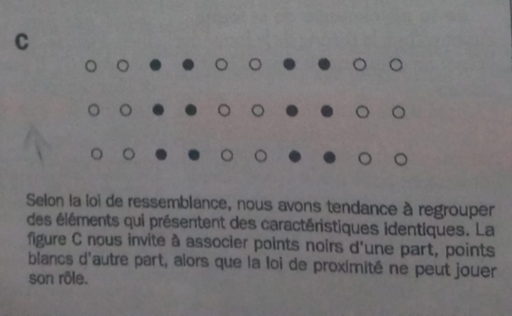 C
Selon la loi de ressemblance, nous avons tendance à regrouper
des éléments qui présentent des caractéristiques identiques. La
figure C nous invite à associer points noirs d'une part, points
blancs d'autre part, alors que la loi de proximité ne peut jouer
son rôle.